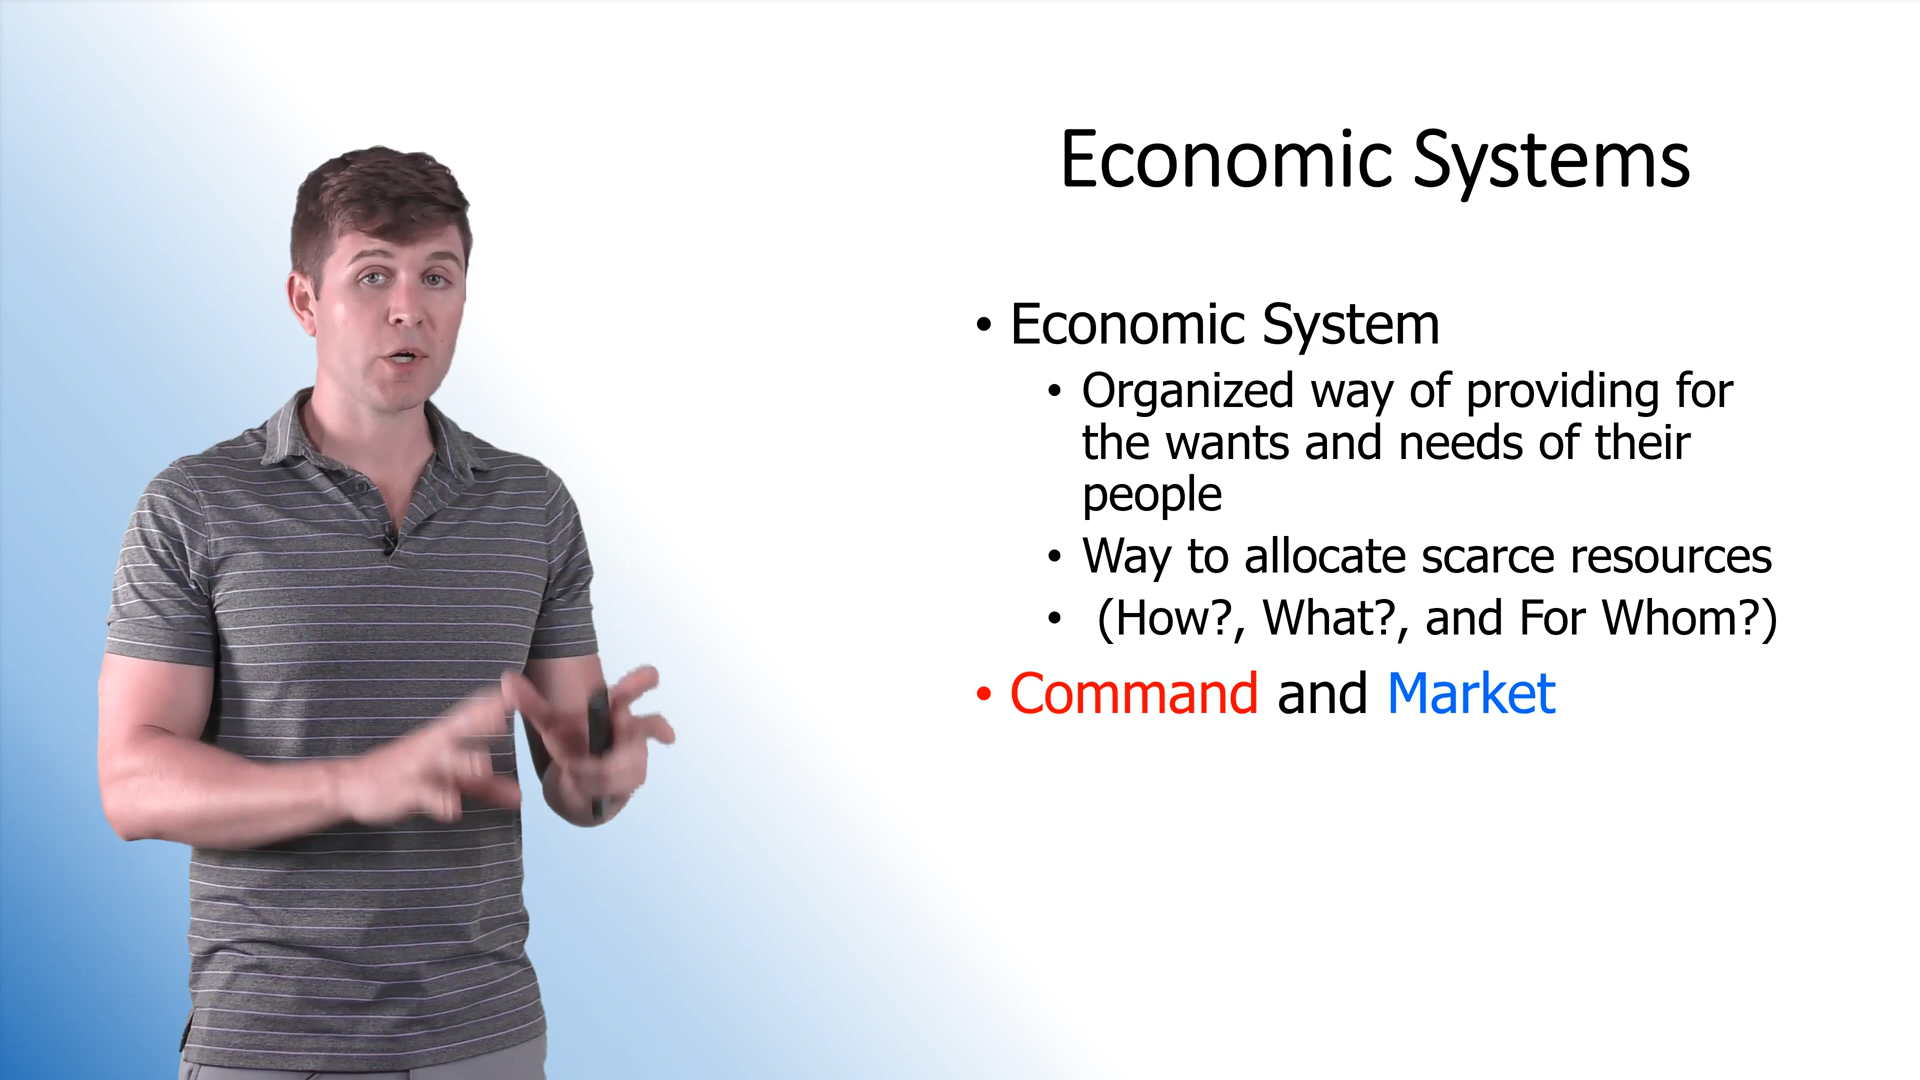 Economic Systems
• Economic System
• Organized way of providing for
the wants and needs of their
people
• Way to allocate scarce resources
• (How?, What?, and For Whom?)
• Command and Market